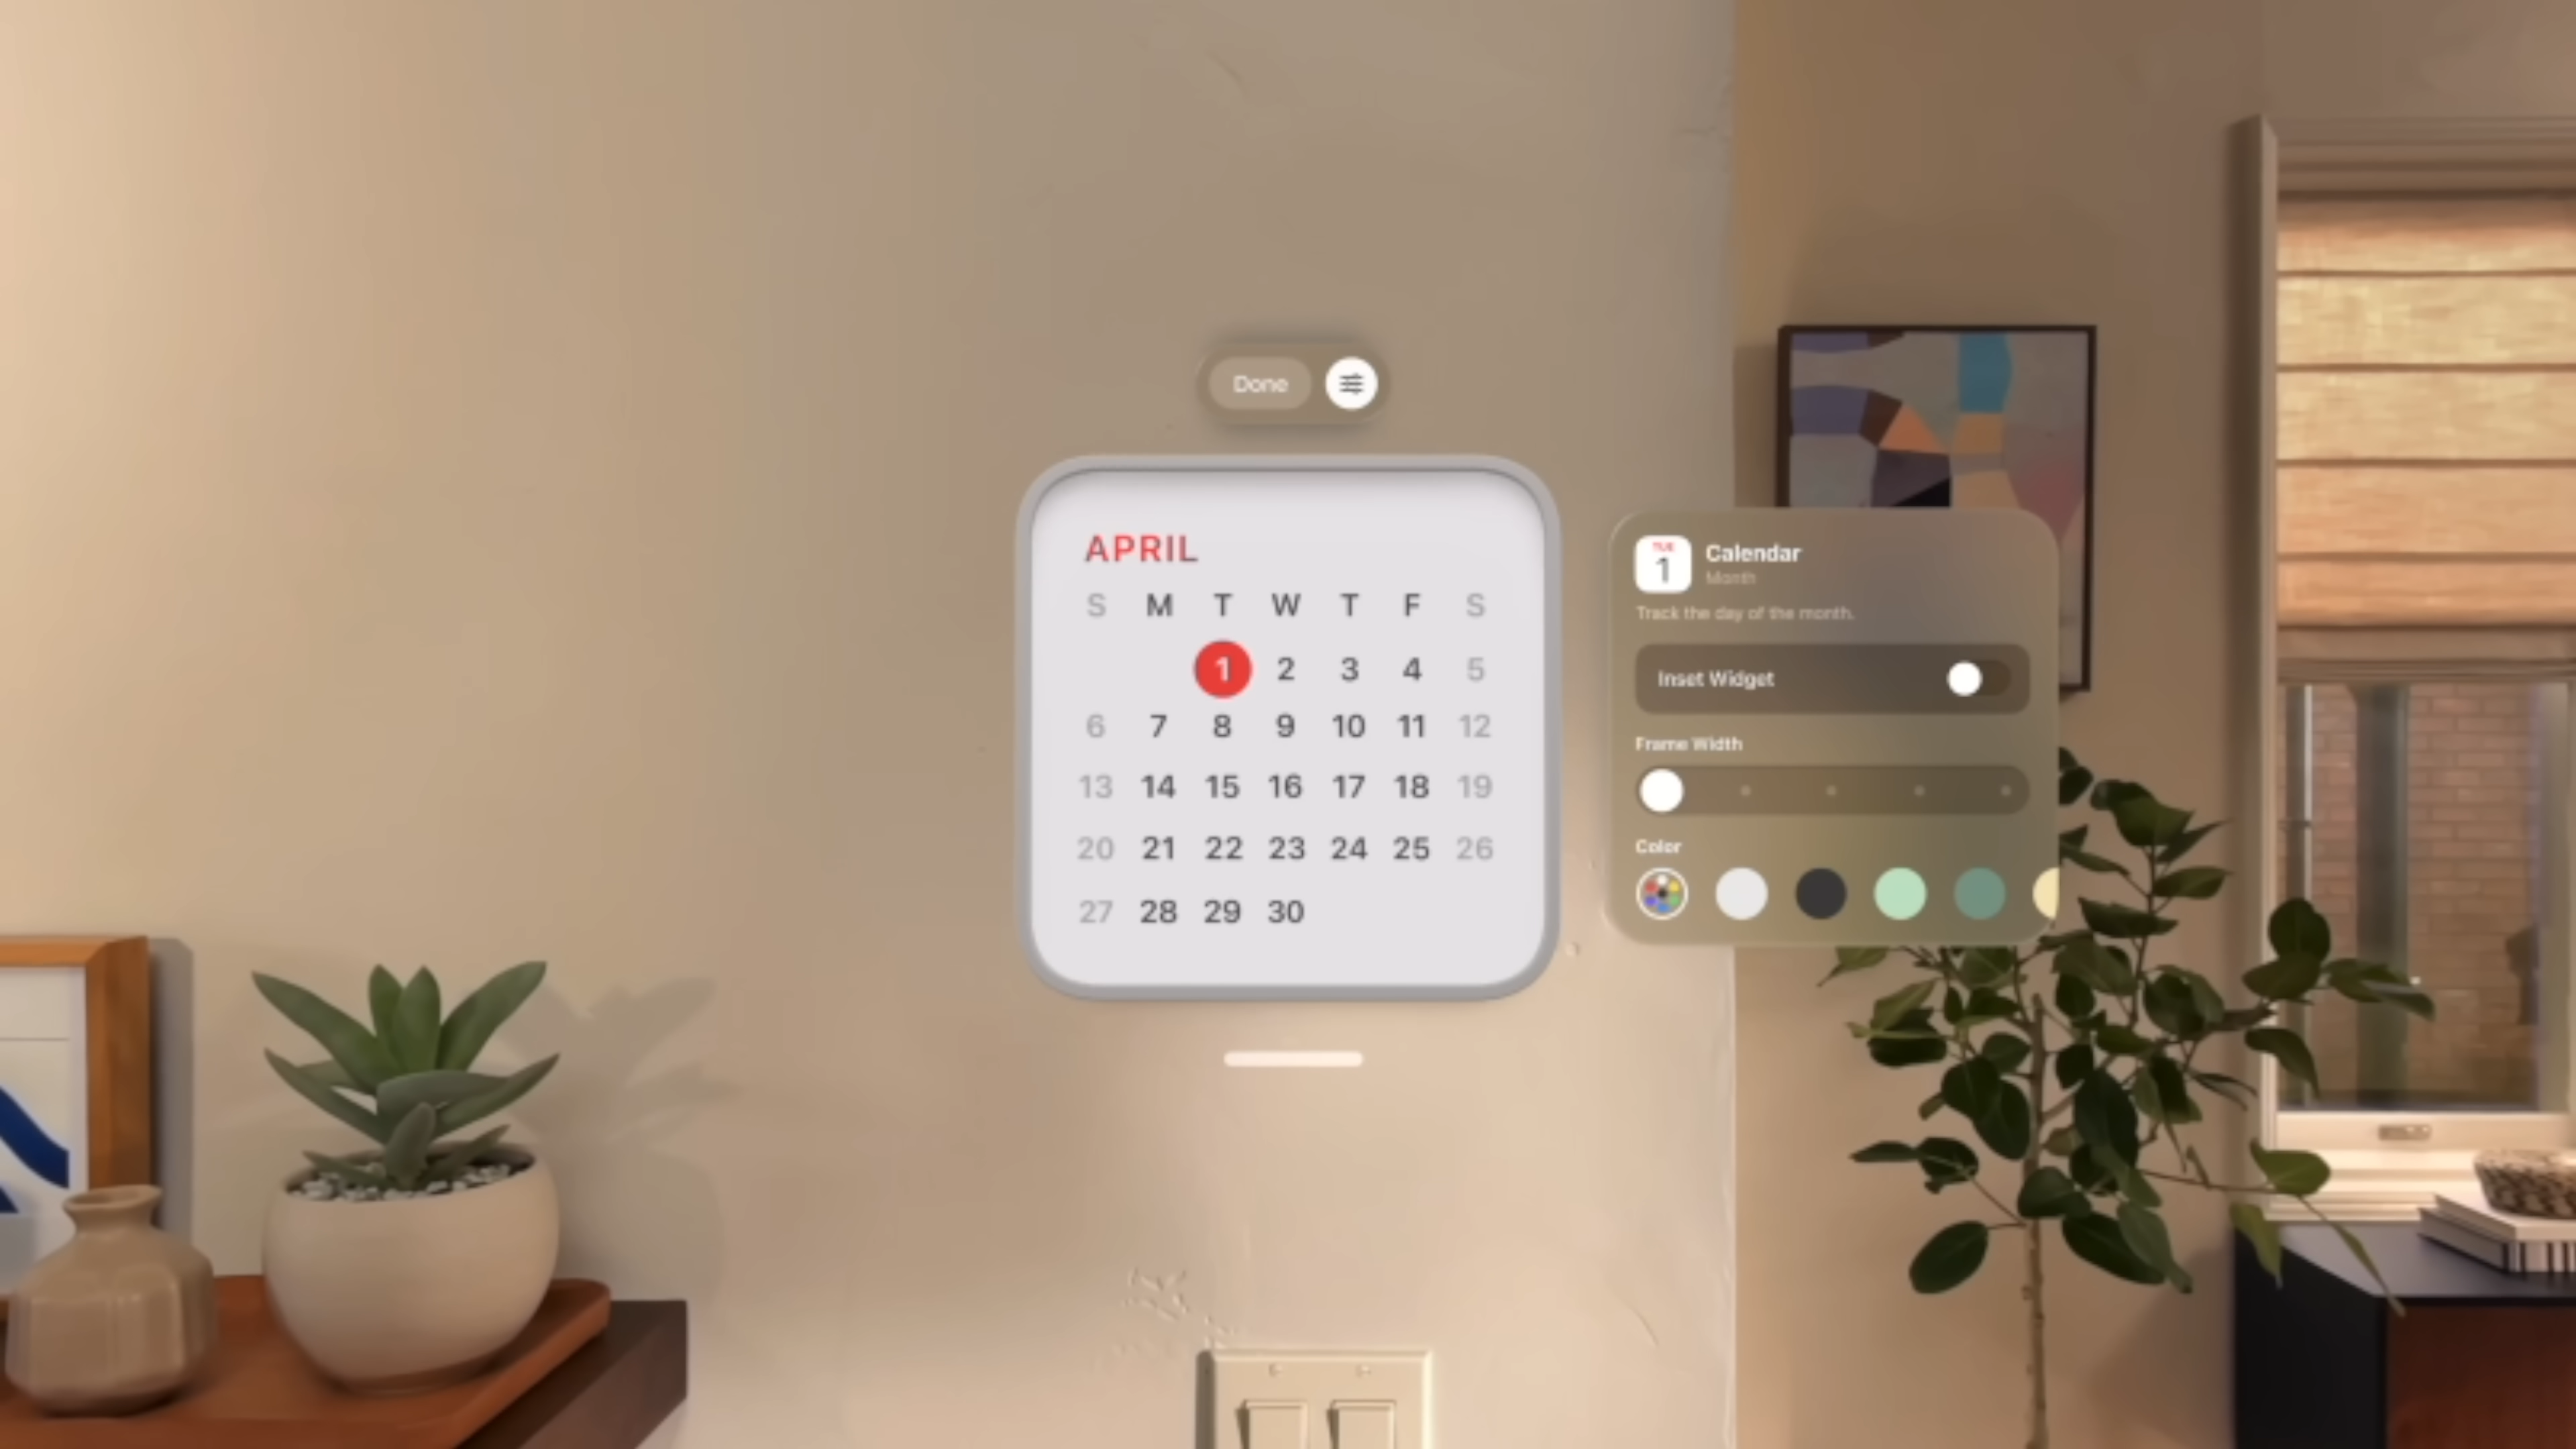 Done
APRIL
S M T W T F S
1 2 3 4 5
6 7 8 9 10 11 12
13 14 15 16 17 18 19
20 21 22 23 24 25 26
27 28 29 30
TUE
1
Calendar
Month
Track the day of the month.
Inset Widget
Frame Width
Color